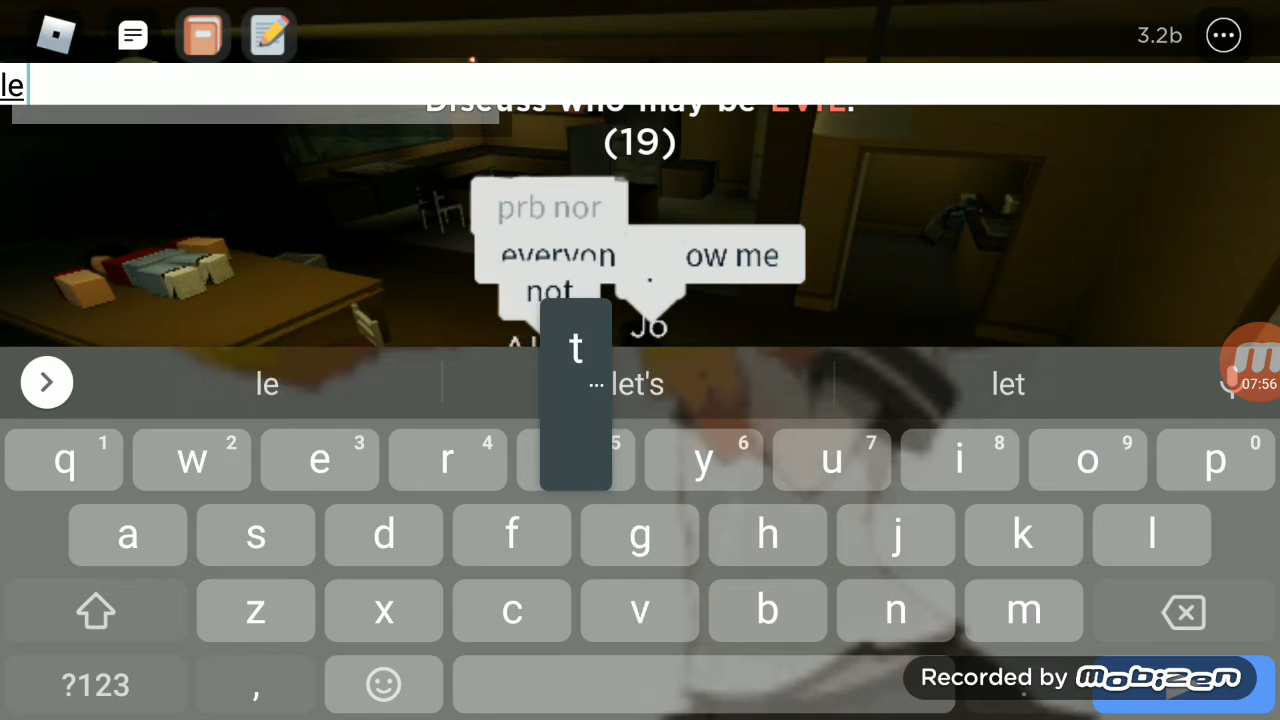 3.2b
le
Discuss who may be EVIL.
(19)
prb nor
everyon
ow me
not
Jo
t
...
le
let's
let
07:56
q 1 w 2 e 3 r 4 5 y 6 u 7 i 8 o 9 p 0
a s d f g h j k l
z x c v b n m
?123 ,
Recorded by mobizen